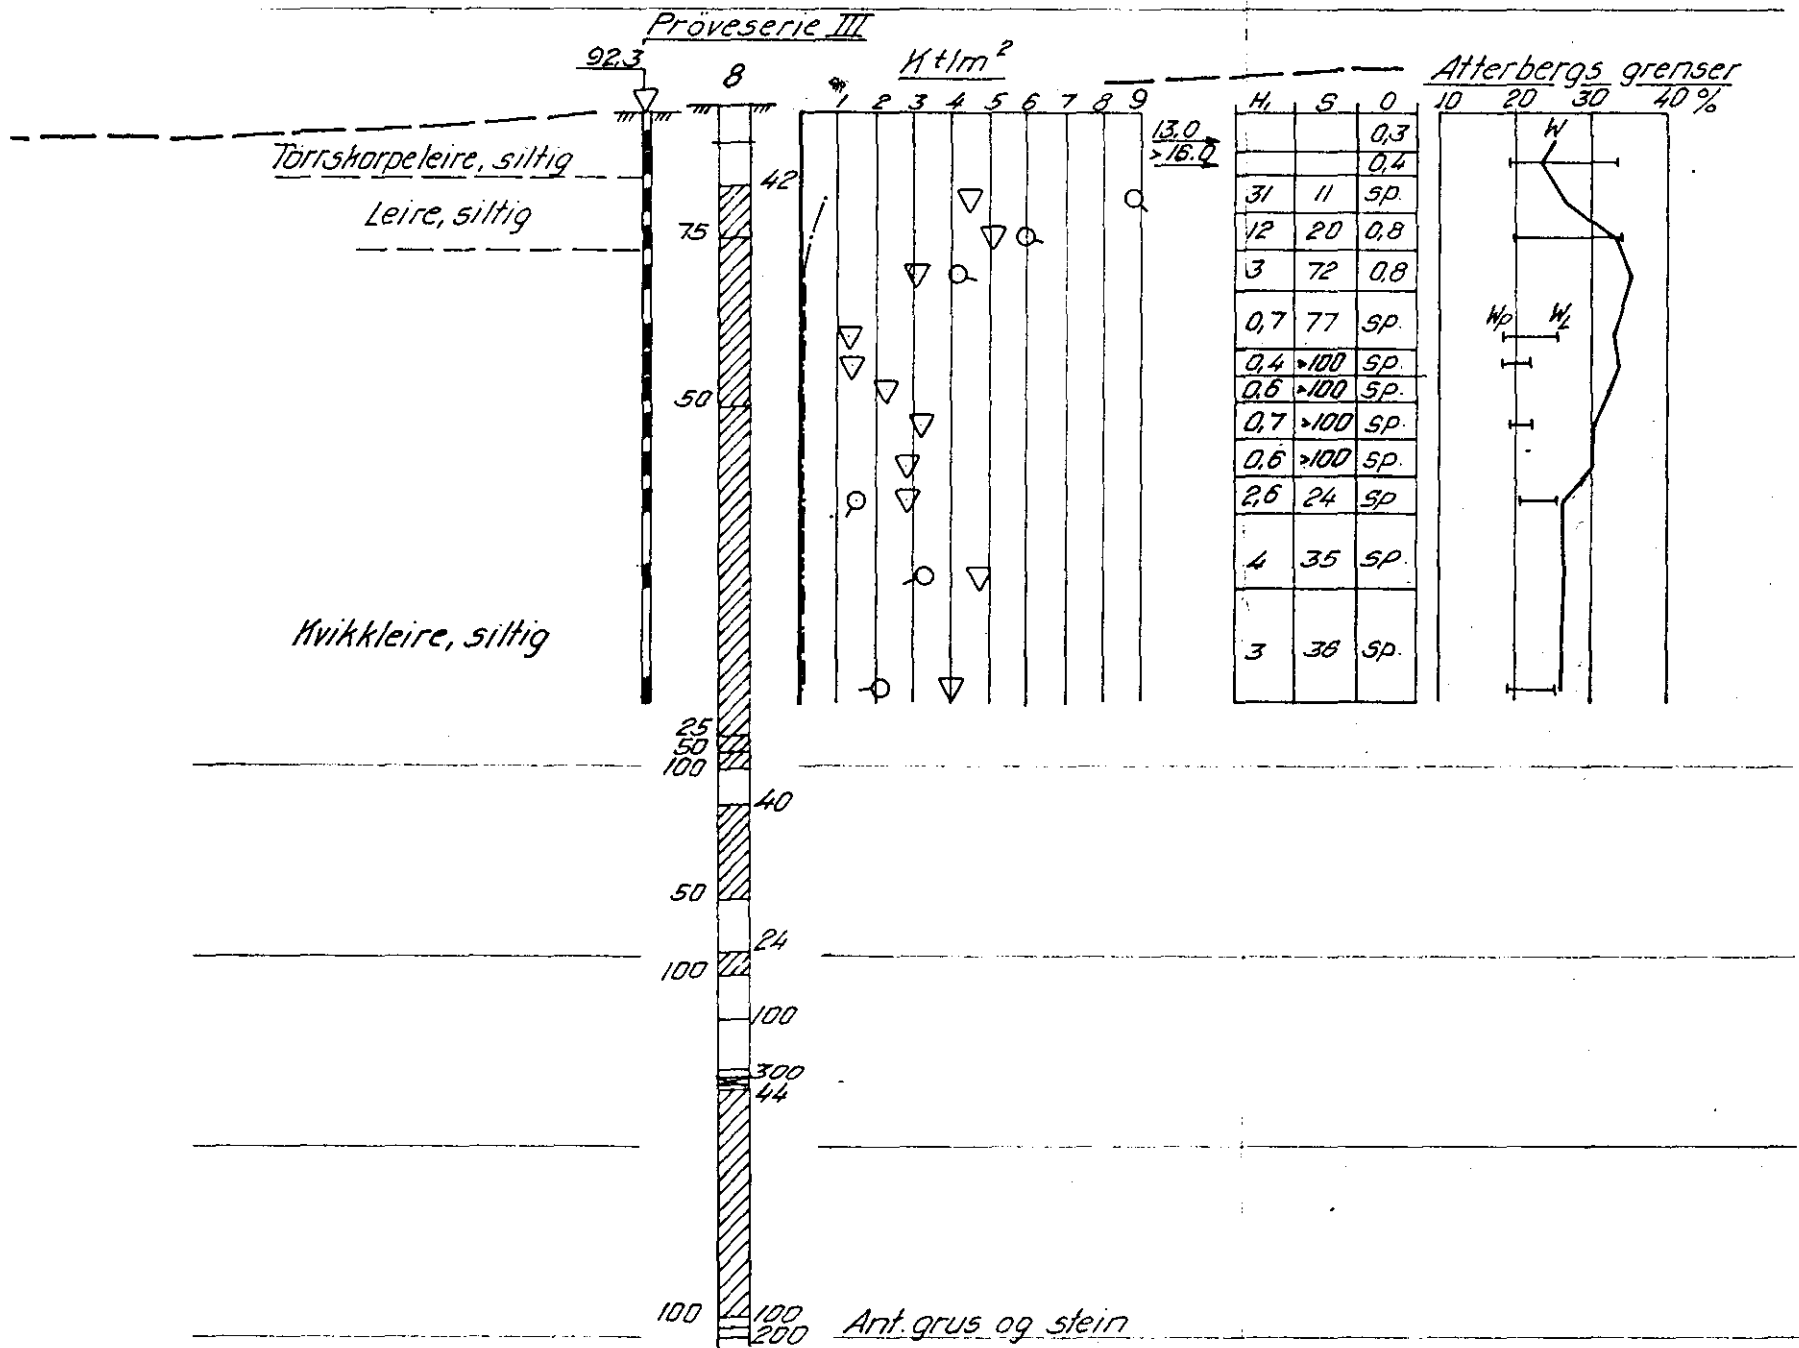 Pröveserie III
92.3
8
K t/m²
Atterbergs grenser
1 2 3 4 5 6 7 8 9
H₁ S O
10 20 30 40 %
13.0
>16.0
0,3
W
Törrskorpeleire, siltig
0,4
42
31 11 sp.
Leire, siltig
75
12 20 0,8
3 72 0,8
Wp WL
0,7 77 sp.
0,4 >100 sp.
0,6 >100 sp.
50
0,7 >100 sp.
0,6 >100 sp.
2,6 24 sp
4 35 sp.
Kvikkleire, siltig
3 36 sp.
25
50
100
40
50
24
100
100
300
44
100 100
200
Ant. grus og stein